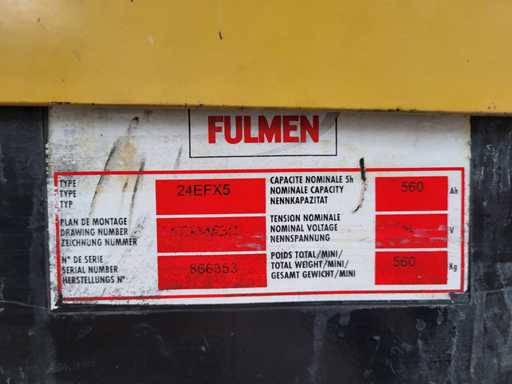 FULMEN
TYPE
TYPE
TYP
24EFX5
CAPACITE NOMINALE 5h
NOMINALE CAPACITY
NENNKAPAZITAT
560
Ah
PLAN DE MONTAGE
DRAWING NUMBER
ZEICHNUNG NUMMER
TENSION NOMINALE
NOMINAL VOLTAGE
NENNSPANNUNG
V
N° DE SERIE
SERIAL NUMBER
HERSTELLUNGS N°
866353
POIDS TOTAL/MINI/
TOTAL WEIGHT/MINI/
GESAMT GEWICHT/MINI
560
Kg